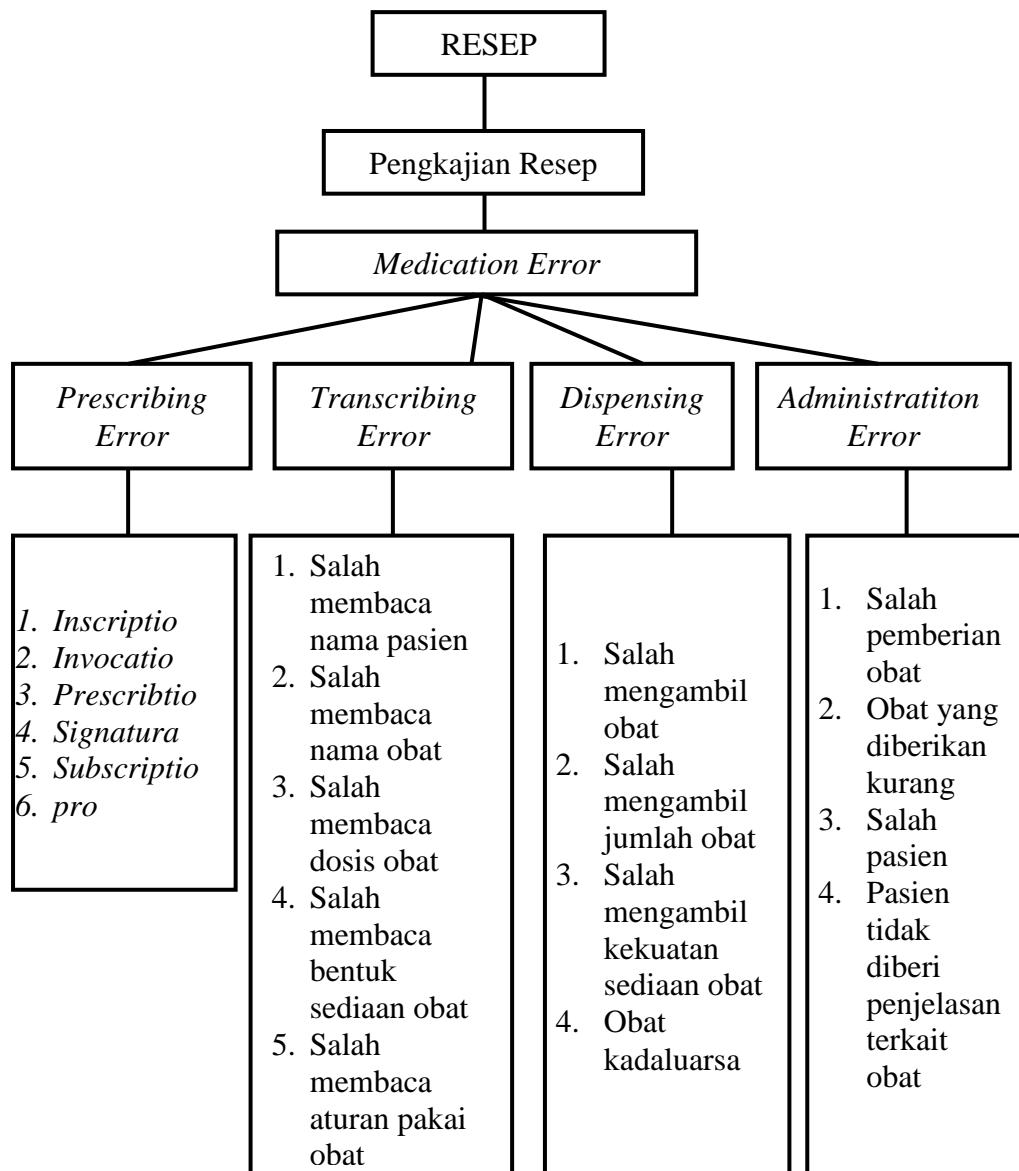 RESEP
Pengkajian Resep
Medication Error
Prescribing
Error
Transcribing
Error
Dispensing
Error
Administratiton
Error
1. Inscriptio
2. Invocatio
3. Prescribtio
4. Signatura
5. Subscriptio
6. pro
1. Salah
membaca
nama pasien
2. Salah
membaca
nama obat
3. Salah
membaca
dosis obat
4. Salah
membaca
bentuk
sediaan obat
5. Salah
membaca
aturan pakai
obat
1. Salah
mengambil
obat
2. Salah
mengambil
jumlah obat
3. Salah
mengambil
kekuatan
sediaan obat
4. Obat
kadaluarsa
1. Salah
pemberian
obat
2. Obat yang
diberikan
kurang
3. Salah
pasien
4. Pasien
tidak
diberi
penjelasan
terkait
obat